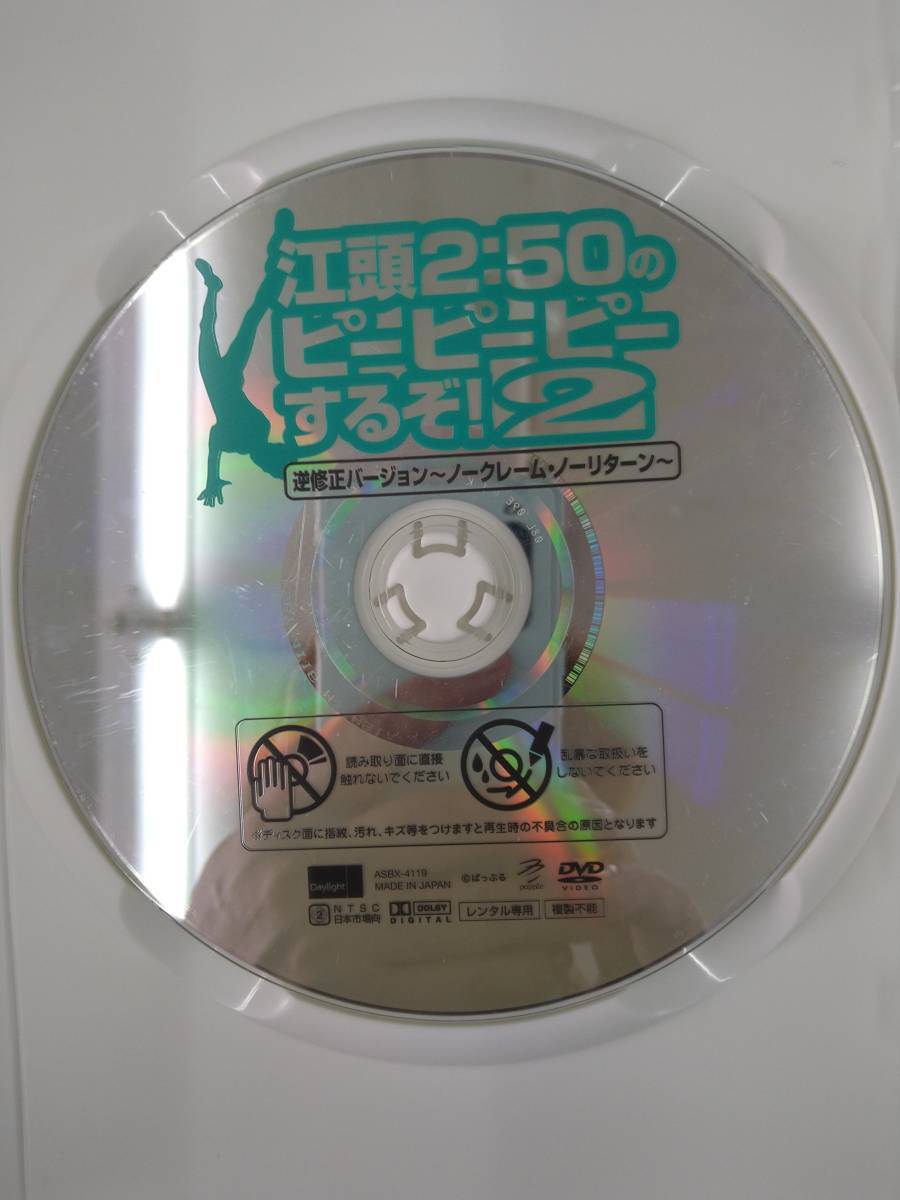 江頭2:50の
ピーピーピー
するぞ!2
逆修正バージョン～ノークレーム・ノーリターン～
読み取り面に直接
触れないでください
乱暴な取扱いを
しないでください
※ディスク面に指紋、汚れ、キズ等をつけますと再生時の不具合の原因となります
Daylight
ASBX-4119
MADE IN JAPAN
©ぱっぷる
popple
DVD
VIDEO
2
NTSC
日本市場向
DOLBY
DIGITAL
レンタル専用
複製不能